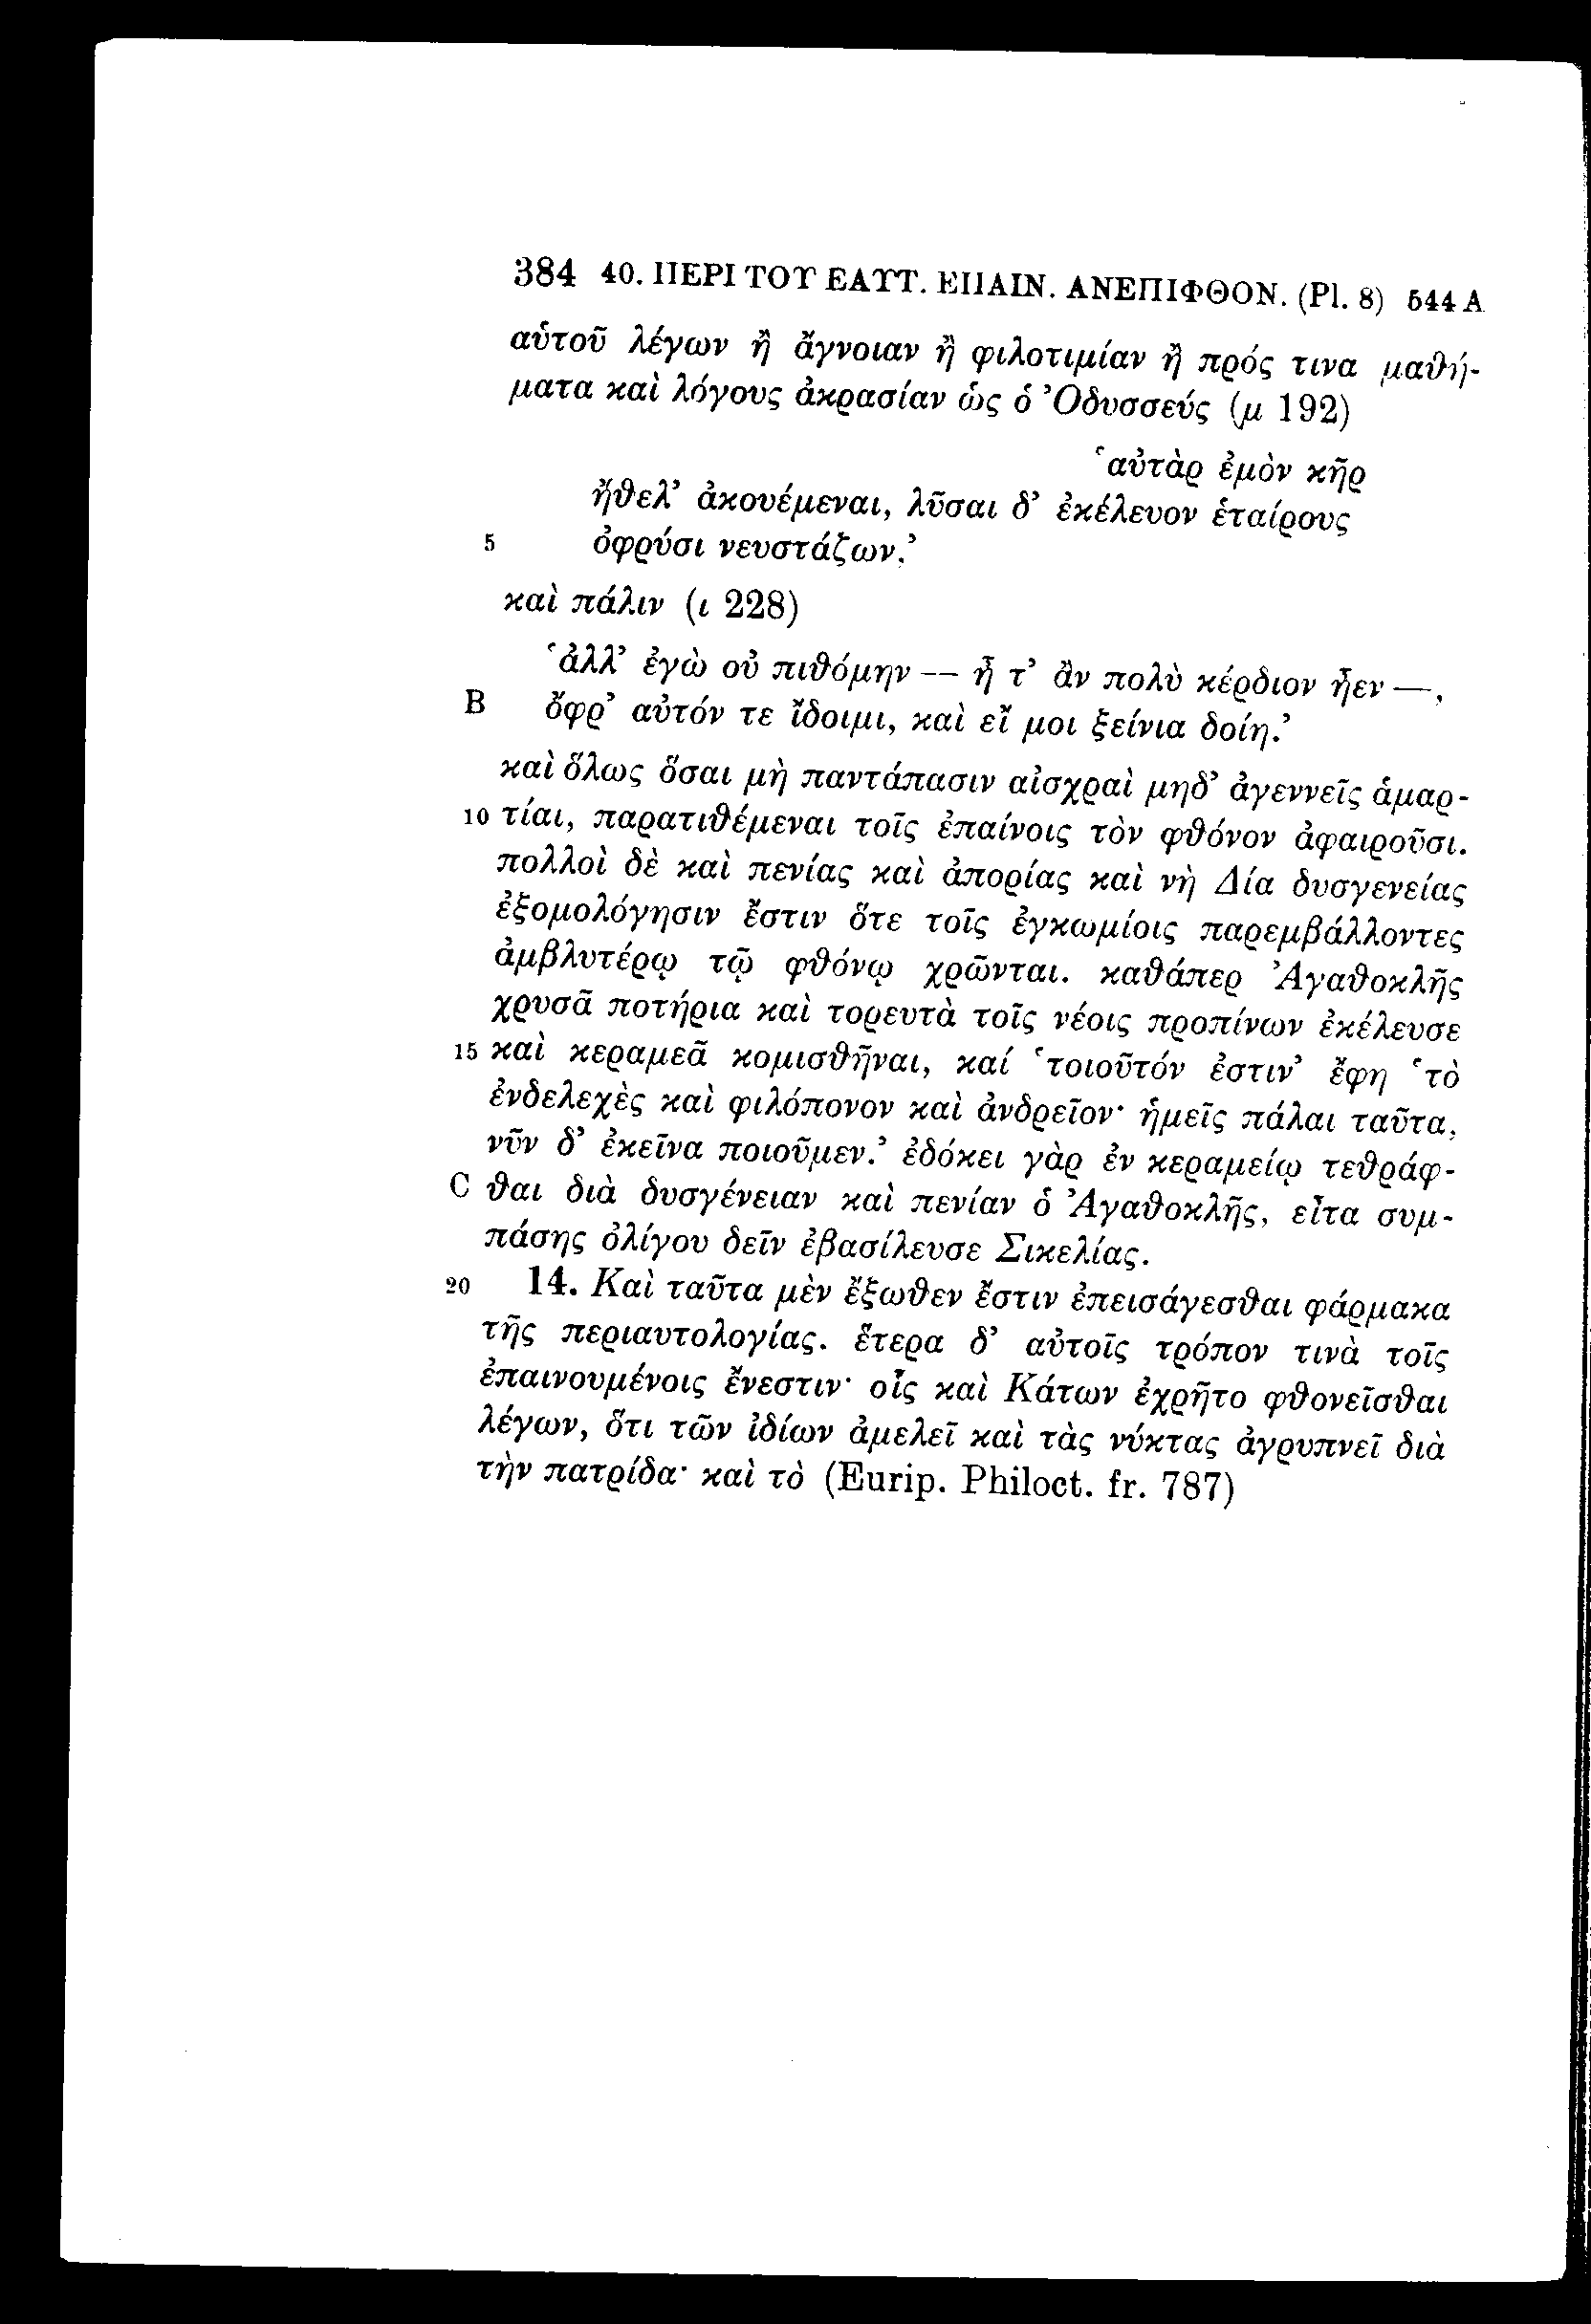 384 40. ΠΕΡΙ ΤΟΥ ΕΑΥΤ. ΕΠΑΙΝ. ΑΝΕΠΙΦΘΟΝ. (Pl. 8) 544 A
αὑτοῦ λέγων ἢ ἄγνοιαν ἢ φιλοτιμίαν ἢ πρός τινα μαθή-
ματα καὶ λόγους ἀκρασίαν ὡς ὁ Ὀδυσσεύς (μ 192)
‘αὐτὰρ ἐμὸν κῆρ
ἤθελ’ ἀκουέμεναι, λῦσαι δ’ ἐκέλευον ἑταίρους
5 ὀφρύσι νευστάζων.’
καὶ πάλιν (ι 228)
‘ἀλλ’ ἐγὼ οὐ πιθόμην — ἦ τ’ ἂν πολὺ κέρδιον ἦεν —,
B ὄφρ’ αὐτόν τε ἴδοιμι, καὶ εἴ μοι ξείνια δοίη.’
καὶ ὅλως ὅσαι μὴ παντάπασιν αἰσχραὶ μηδ’ ἀγεννεῖς ἁμαρ-
10 τίαι, παρατιθέμεναι τοῖς ἐπαίνοις τὸν φθόνον ἀφαιροῦσι.
πολλοὶ δὲ καὶ πενίας καὶ ἀπορίας καὶ νὴ Δία δυσγενείας
ἐξομολόγησιν ἔστιν ὅτε τοῖς ἐγκωμίοις παρεμβάλλοντες
ἀμβλυτέρῳ τῷ φθόνῳ χρῶνται. καθάπερ Ἀγαθοκλῆς
χρυσᾶ ποτήρια καὶ τορευτὰ τοῖς νέοις προπίνων ἐκέλευσε
15 καὶ κεραμεᾶ κομισθῆναι, καί ‘τοιοῦτόν ἐστιν’ ἔφη ‘τὸ
ἐνδελεχὲς καὶ φιλόπονον καὶ ἀνδρεῖον· ἡμεῖς πάλαι ταῦτα,
νῦν δ’ ἐκεῖνα ποιοῦμεν.’ ἐδόκει γὰρ ἐν κεραμείῳ τεθράφ-
C θαι διὰ δυσγένειαν καὶ πενίαν ὁ Ἀγαθοκλῆς, εἶτα συμ-
πάσης ὀλίγου δεῖν ἐβασίλευσε Σικελίας.
20 14. Καὶ ταῦτα μὲν ἔξωθεν ἔστιν ἐπεισάγεσθαι φάρμακα
τῆς περιαυτολογίας. ἕτερα δ’ αὐτοῖς τρόπον τινὰ τοῖς
ἐπαινουμένοις ἔνεστιν· οἷς καὶ Κάτων ἐχρῆτο φθονεῖσθαι
λέγων, ὅτι τῶν ἰδίων ἀμελεῖ καὶ τὰς νύκτας ἀγρυπνεῖ διὰ
τὴν πατρίδα· καὶ τὸ (Eurip. Philoct. fr. 787)